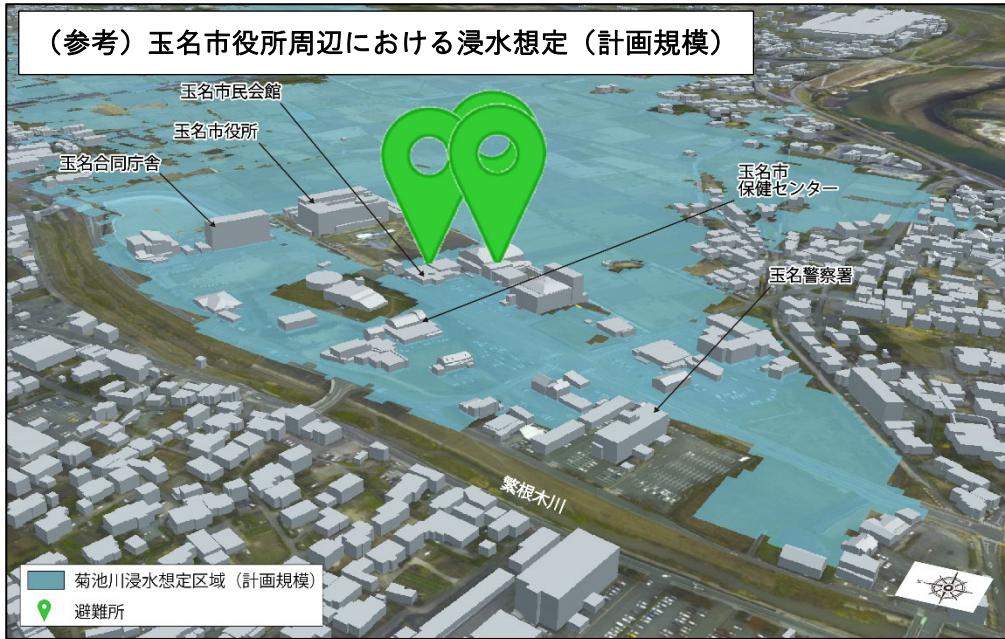 （参考）玉名市役所周辺における浸水想定（計画規模）
玉名市民会館
玉名市役所
玉名合同庁舎
玉名市
保健センター
玉名警察署
繁根木川
菊池川浸水想定区域（計画規模）
避難所